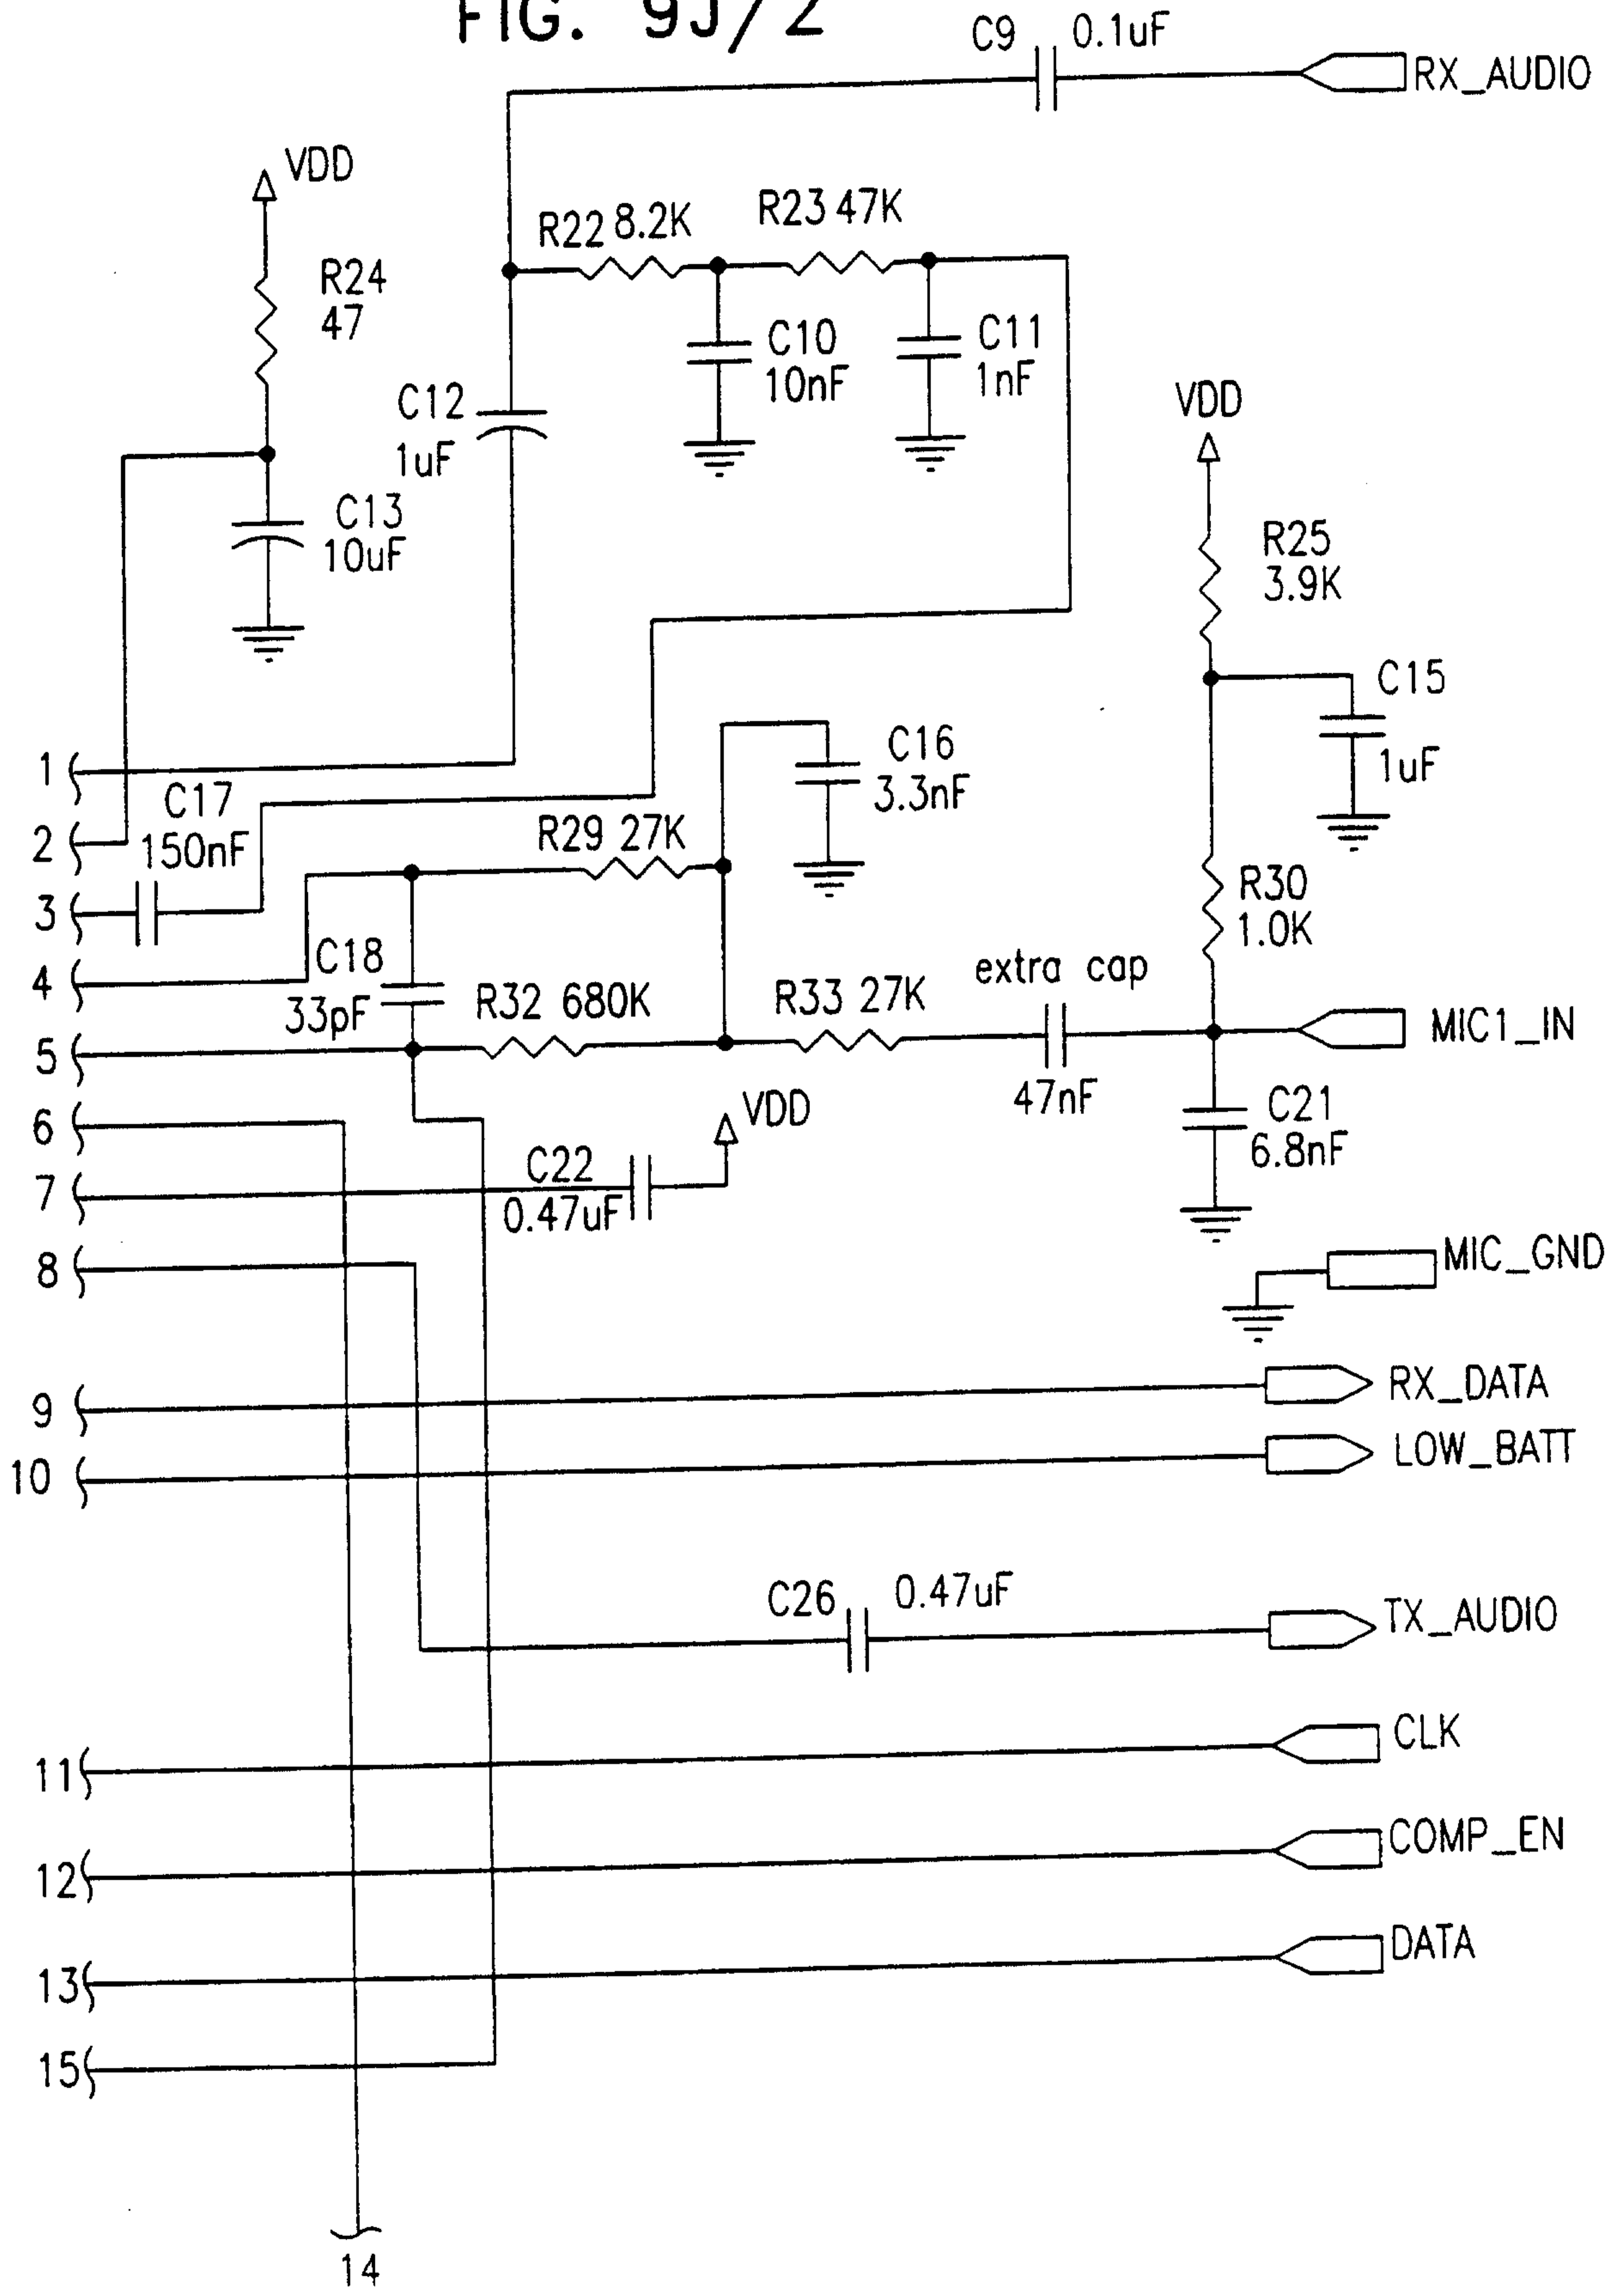 FIG. 9J/2
C9 0.1uF
RX_AUDIO
VDD
R22 8.2K
R23 47K
R24
47
C10
10nF
C11
1nF
C12
1uF
VDD
C13
10uF
R25
3.9K
C15
1uF
1
C16
3.3nF
C17
150nF
2
R29 27K
3
R30
1.0K
4
C18
33pF
R32 680K
R33 27K
extra cap
47nF
MIC1_IN
5
C21
6.8nF
6
VDD
C22
0.47uF
7
8
MIC_GND
9
RX_DATA
10
LOW_BATT
C26 0.47uF
TX_AUDIO
11
CLK
12
COMP_EN
13
DATA
15
14